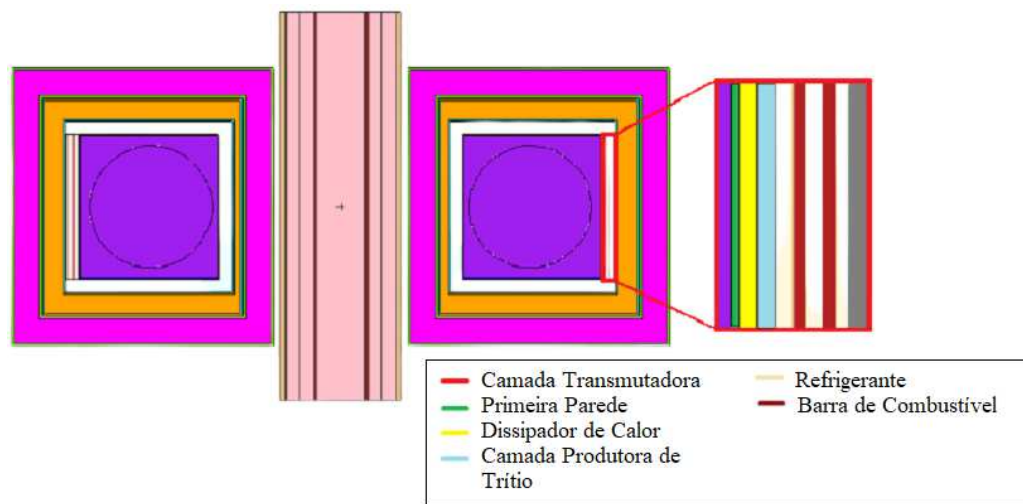 Camada Transmutadora
Primeira Parede
Dissipador de Calor
Camada Produtora de
Trítio
Refrigerante
Barra de Combustível